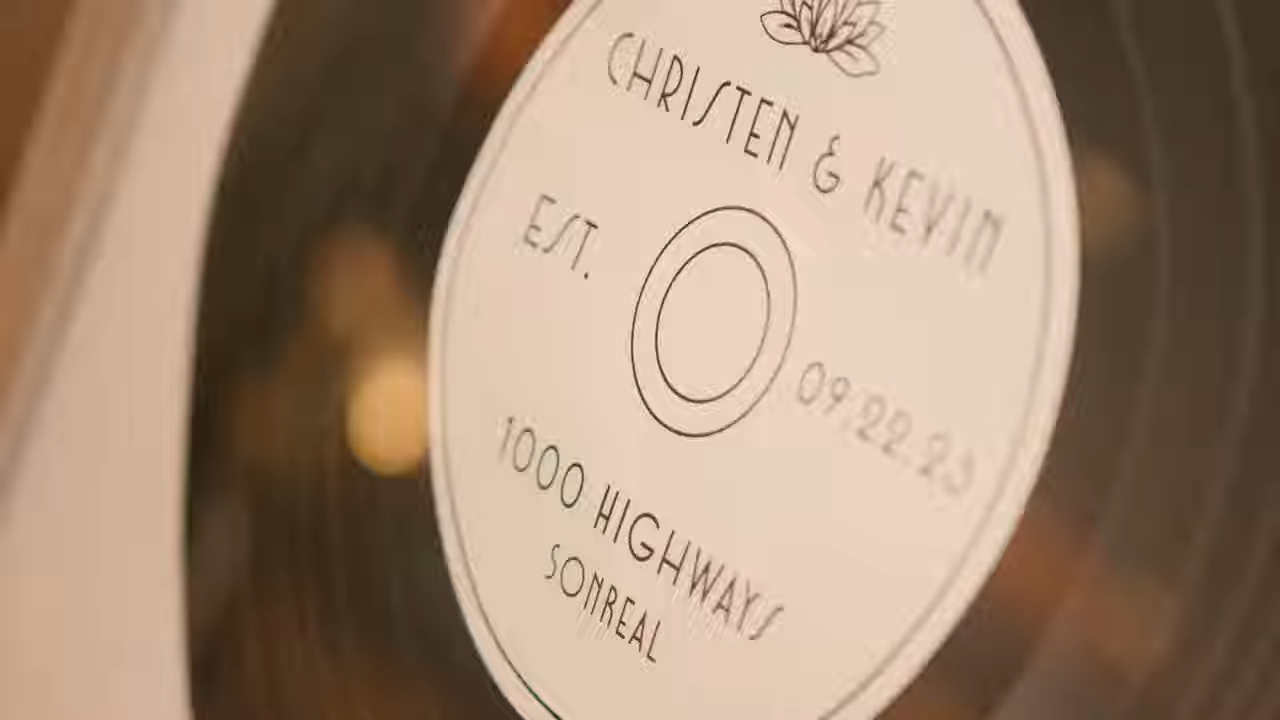 CHRISTEN & KEVIN
EST.
09.22.23
1000 HIGHWAYS
SONREAL